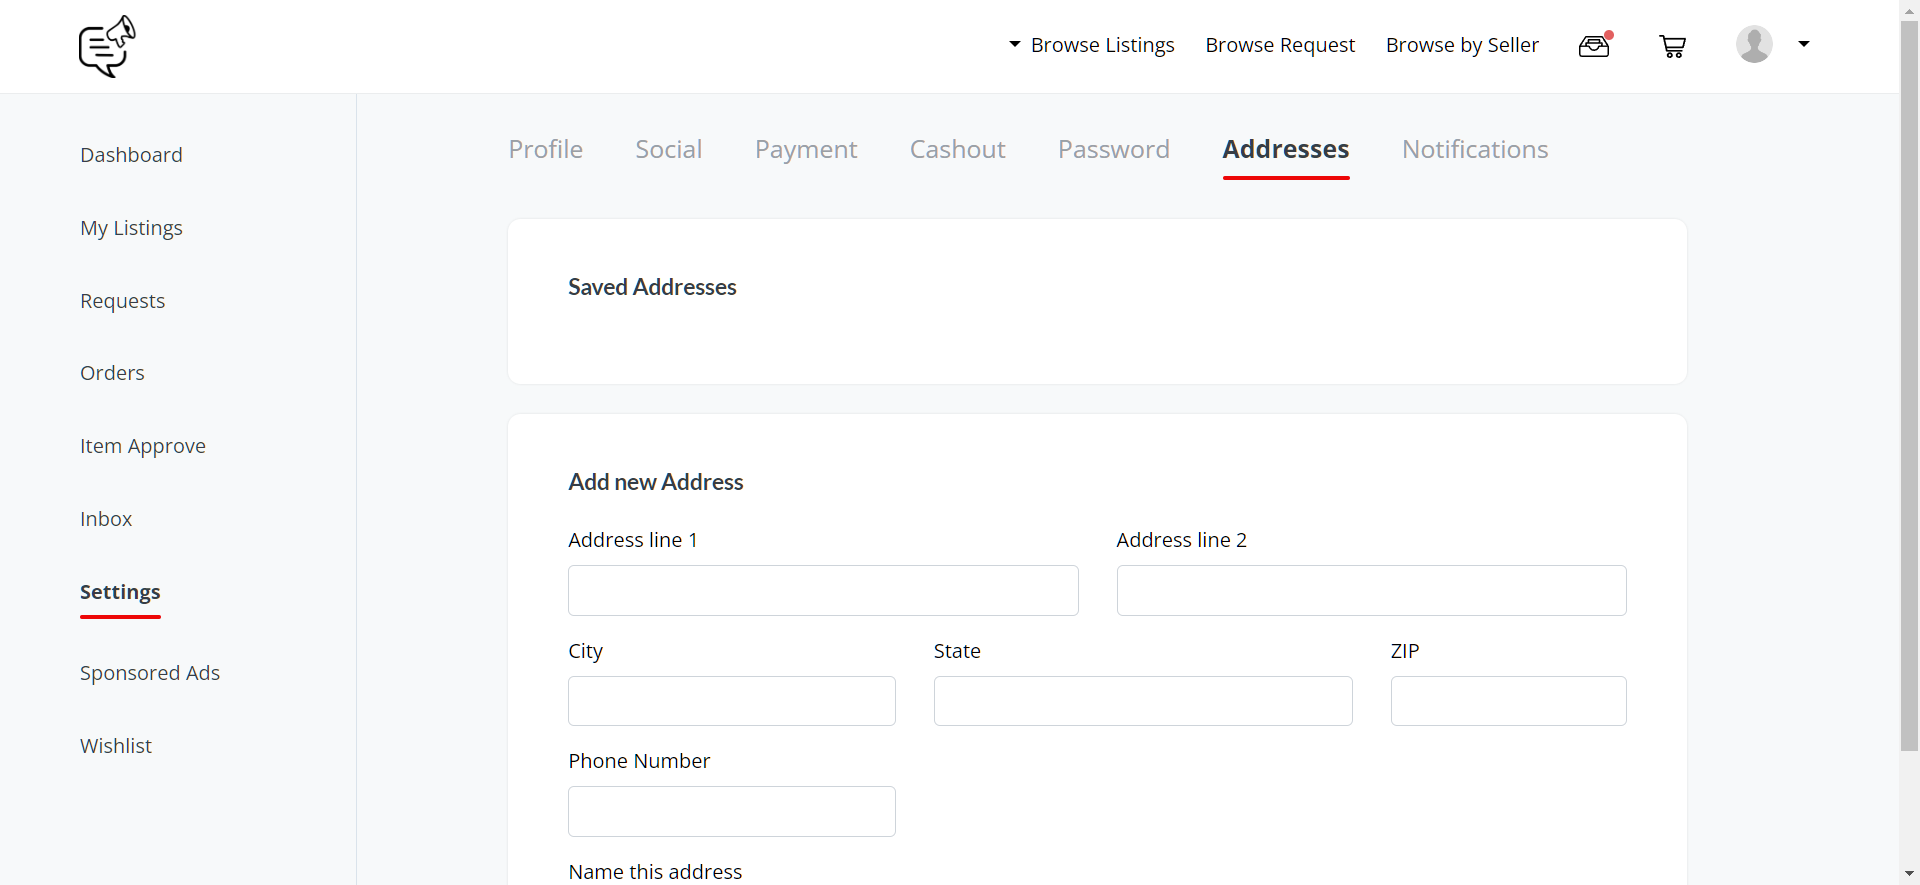 Browse Listings Browse Request Browse by Seller
Dashboard
My Listings
Requests
Orders
Item Approve
Inbox
Settings
Sponsored Ads
Wishlist
Profile Social Payment Cashout Password Addresses Notifications
Saved Addresses
Add new Address
Address line 1 Address line 2
City State ZIP
Phone Number
Name this address